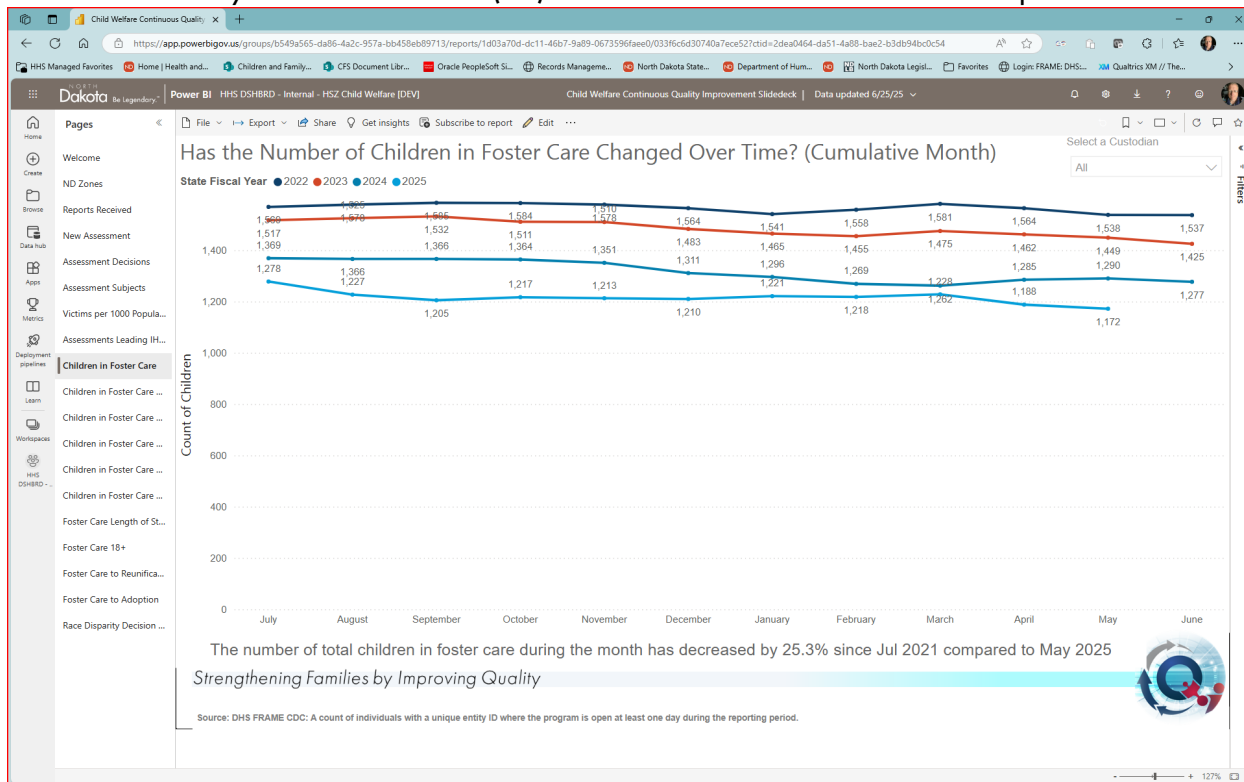 Child Welfare Continuous Quality
https://app.powerbigov.us/groups/b549a565-da86-4a2c-957a-bb458eb89713/reports/1d03a70d-dc11-46b7-9a89-0673596faee0/033f6c6d30740a7ece52?ctid=2dea0464-da51-4a88-bae2-b3db94bc0c54
HHS Managed Favorites Home | Health and... Children and Family... CFS Document Libr... Oracle PeopleSoft Si... Records Manageme... North Dakota State... Department of Hum... North Dakota Legisl... Favorites Login: FRAME: DHS:... XM Qualtrics XM // The...
NORTH Dakota Be Legendary.™ Power BI HHS DSHBRD - Internal - HSZ Child Welfare [DEV] Child Welfare Continuous Quality Improvement Slidedeck | Data updated 6/25/25
Home
Create
Browse
Data hub
Apps
Metrics
Deployment pipelines
Learn
Workspaces
HHS DSHBRD - ...
Pages
Welcome
ND Zones
Reports Received
New Assessment
Assessment Decisions
Assessment Subjects
Victims per 1000 Popula...
Assessments Leading IH...
Children in Foster Care
Children in Foster Care ...
Children in Foster Care ...
Children in Foster Care ...
Children in Foster Care ...
Children in Foster Care ...
Foster Care Length of St...
Foster Care 18+
Foster Care to Reunifica...
Foster Care to Adoption
Race Disparity Decision ...
File Export Share Get insights Subscribe to report Edit ...
Has the Number of Children in Foster Care Changed Over Time? (Cumulative Month)
Select a Custodian
All
Filters
State Fiscal Year 2022 2023 2024 2025
1,510 1,564 1,541 1,558 1,581 1,564 1,538 1,537
1,584 1,578
1,517 1,532 1,511 1,483 1,465 1,455 1,475 1,462 1,449 1,425
1,369 1,366 1,366 1,364 1,351 1,311 1,296 1,269 1,262 1,285 1,290 1,277
1,278 1,227 1,205 1,217 1,213 1,210 1,221 1,218 1,228 1,188 1,172
Count of Children
1,400
1,200
1,000
800
600
400
200
0
July August September October November December January February March April May June
The number of total children in foster care during the month has decreased by 25.3% since Jul 2021 compared to May 2025
Strengthening Families by Improving Quality
Source: DHS FRAME CDC: A count of individuals with a unique entity ID where the program is open at least one day during the reporting period.
127%